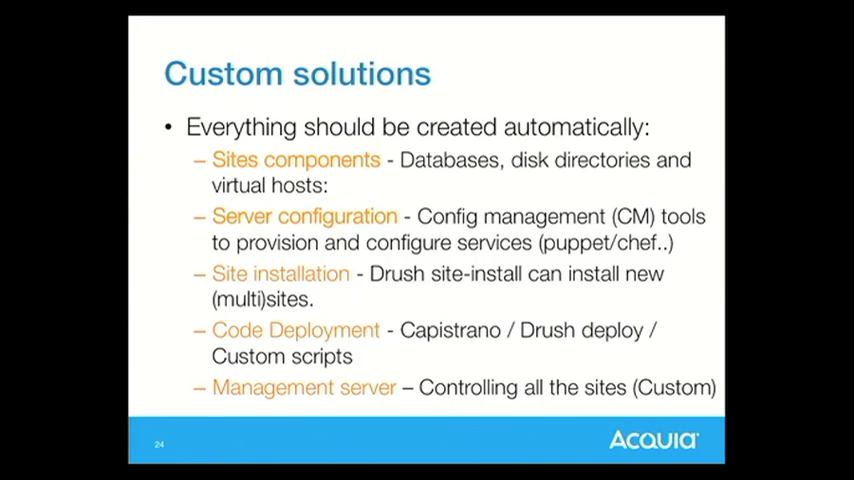 Custom solutions
• Everything should be created automatically:
– Sites components - Databases, disk directories and
virtual hosts:
– Server configuration - Config management (CM) tools
to provision and configure services (puppet/chef..)
– Site installation - Drush site-install can install new
(multi)sites.
– Code Deployment - Capistrano / Drush deploy /
Custom scripts
– Management server – Controlling all the sites (Custom)
24
ACQUIA